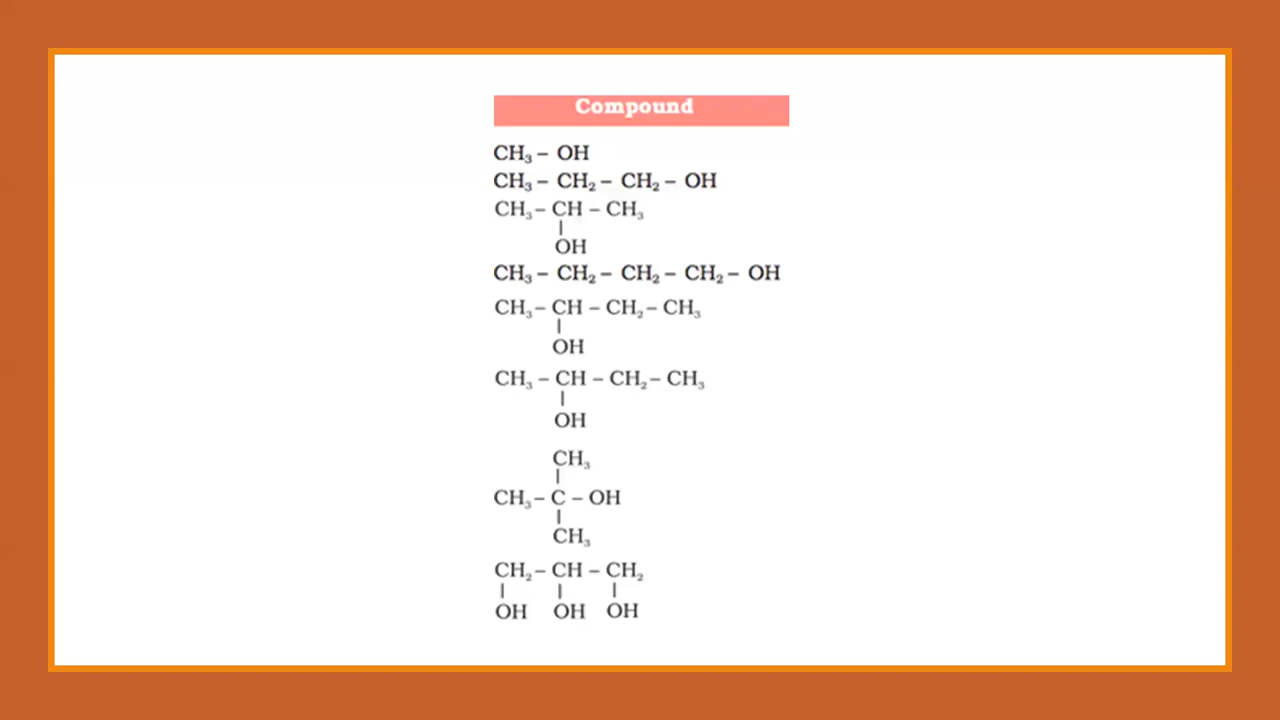 Compound
CH₃ – OH
CH₃ – CH₂ – CH₂ – OH
CH₃ – CH – CH₃
|
OH
CH₃ – CH₂ – CH₂ – CH₂ – OH
CH₃ – CH – CH₂ – CH₃
|
OH
CH₃ – CH – CH₂ – CH₃
|
OH
CH₃
|
CH₃ – C – OH
|
CH₃
CH₂ – CH – CH₂
| | |
OH OH OH